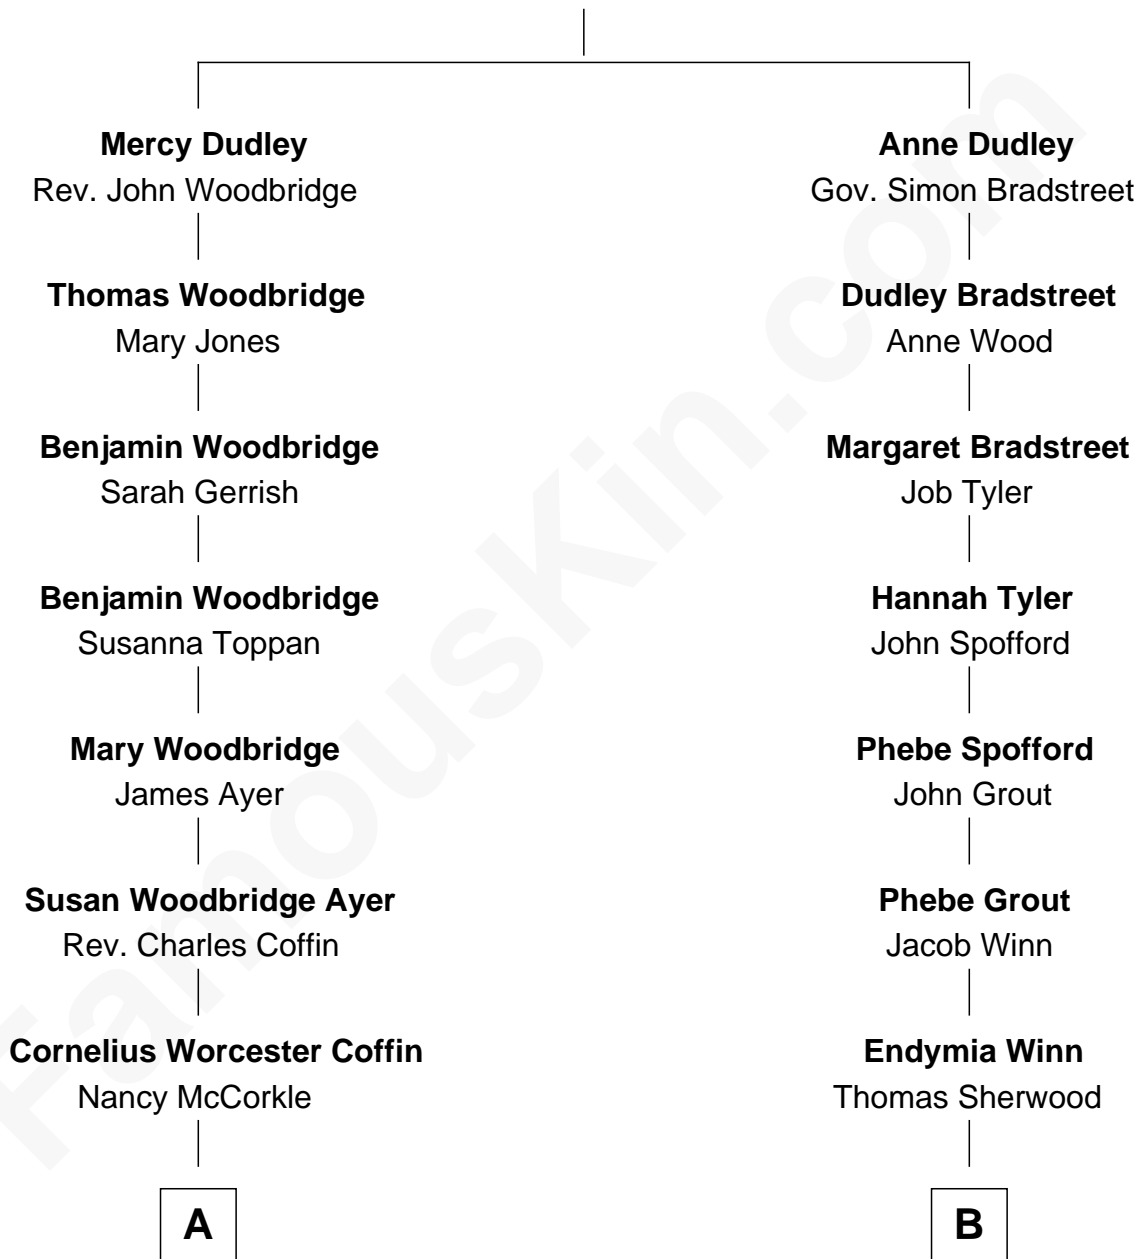 Mercy Dudley
Rev. John Woodbridge
Thomas Woodbridge
Mary Jones
Benjamin Woodbridge
Sarah Gerrish
Benjamin Woodbridge
Susanna Toppan
Mary Woodbridge
James Ayer
Susan Woodbridge Ayer
Rev. Charles Coffin
Cornelius Worcester Coffin
Nancy McCorkle
A
Anne Dudley
Gov. Simon Bradstreet
Dudley Bradstreet
Anne Wood
Margaret Bradstreet
Job Tyler
Hannah Tyler
John Spofford
Phebe Spofford
John Grout
Phebe Grout
Jacob Winn
Endymia Winn
Thomas Sherwood
B
FamousKin.com